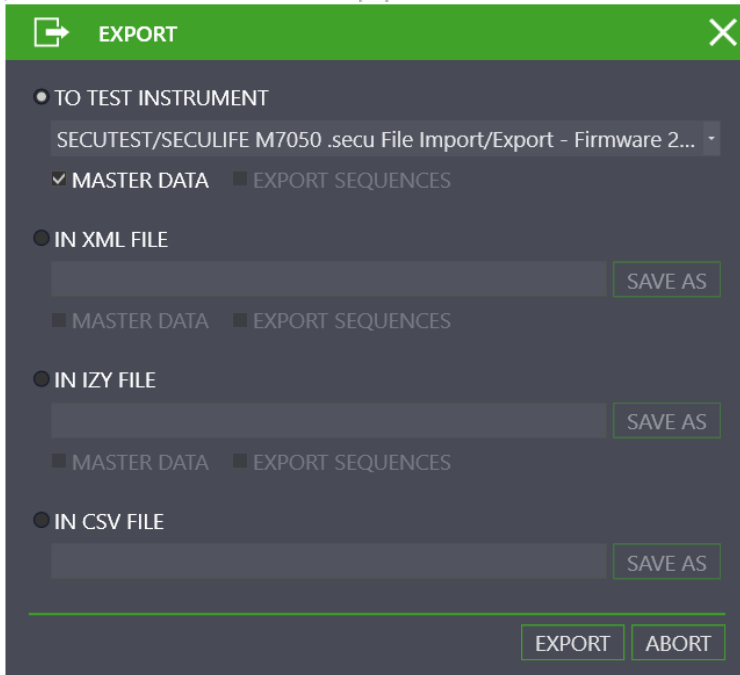 EXPORT
TO TEST INSTRUMENT
SECUTEST/SECULIFE M7050 .secu File Import/Export - Firmware 2...
MASTER DATA EXPORT SEQUENCES
IN XML FILE
SAVE AS
MASTER DATA EXPORT SEQUENCES
IN IZY FILE
SAVE AS
MASTER DATA EXPORT SEQUENCES
IN CSV FILE
SAVE AS
EXPORT ABORT